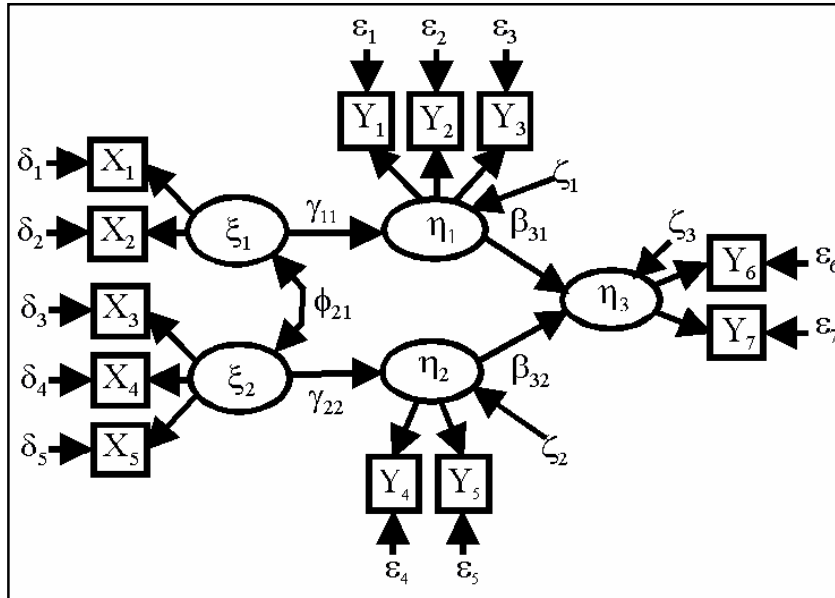 ε₁ ε₂ ε₃
Y₁ Y₂ Y₃
δ₁ X₁
ζ₁
δ₂ X₂ ξ₁ γ₁₁ η₁ β₃₁
ζ₃
Y₆ ε₆
δ₃ X₃ ϕ₂₁ η₃
Y₇ ε₇
δ₄ X₄ ξ₂ γ₂₂ η₂ β₃₂
δ₅ X₅
ζ₂
Y₄ Y₅
ε₄ ε₅